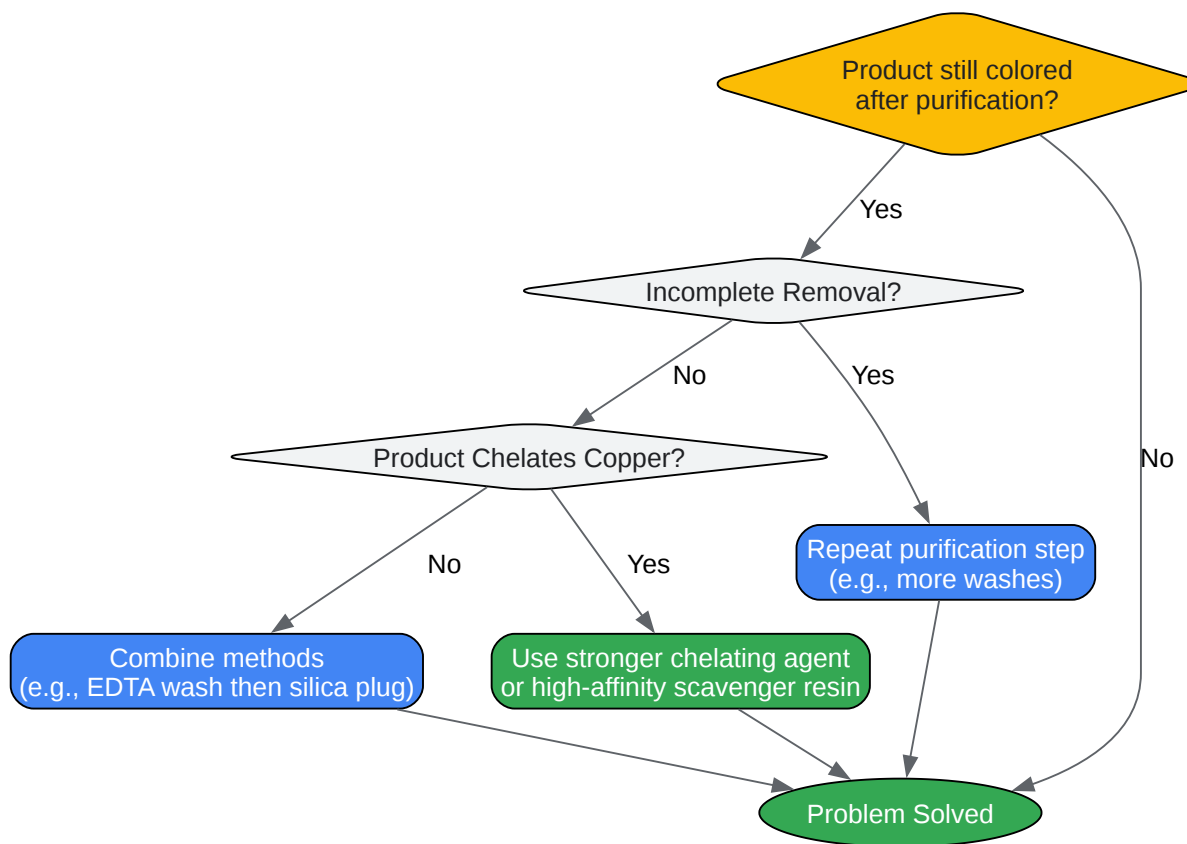 Product still colored
after purification?
Yes
Incomplete Removal?
No
Yes
Product Chelates Copper?
No
No
Yes
Repeat purification step
(e.g., more washes)
Combine methods
(e.g., EDTA wash then silica plug)
Use stronger chelating agent
or high-affinity scavenger resin
Problem Solved